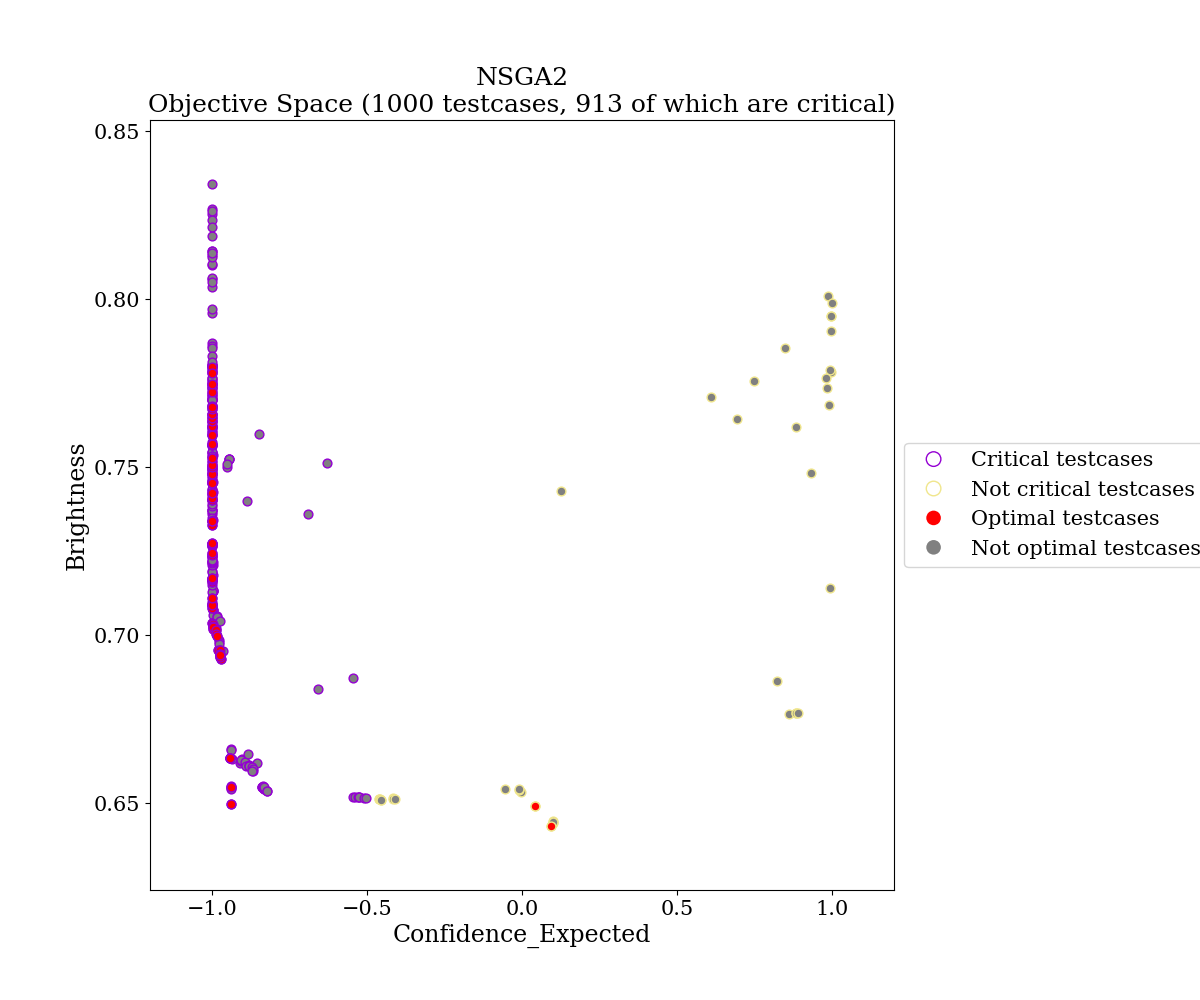 NSGA2
Objective Space (1000 testcases, 913 of which are critical)
0.85
0.80
0.75
0.70
0.65
Brightness
−1.0
−0.5
0.0
0.5
1.0
Confidence_Expected
Critical testcases
Not critical testcases
Optimal testcases
Not optimal testcases